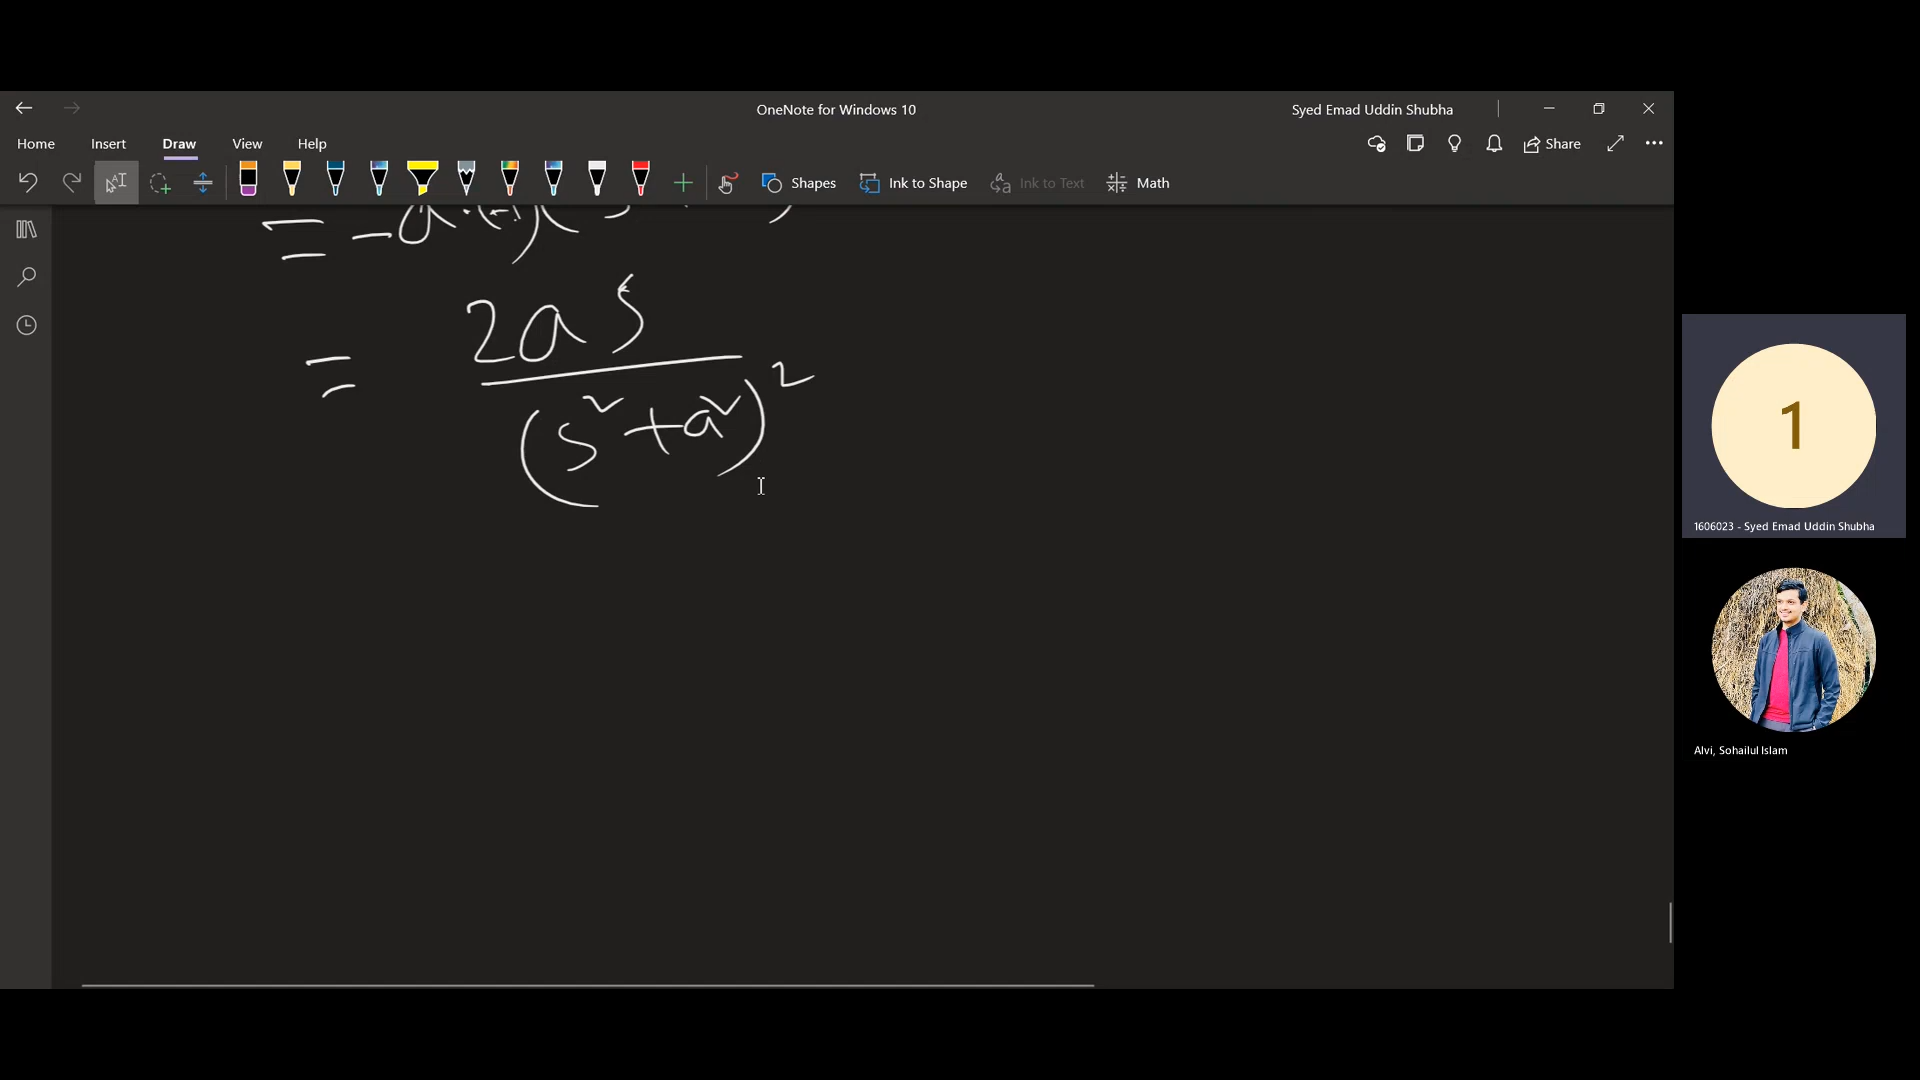 OneNote for Windows 10
Syed Emad Uddin Shubha
Home Insert Draw View Help
Share
Shapes Ink to Shape Ink to Text Math
= -a.(-1)(
= 2as
(s²+a²)²
1
1606023 - Syed Emad Uddin Shubha
Alvi, Sohailul Islam